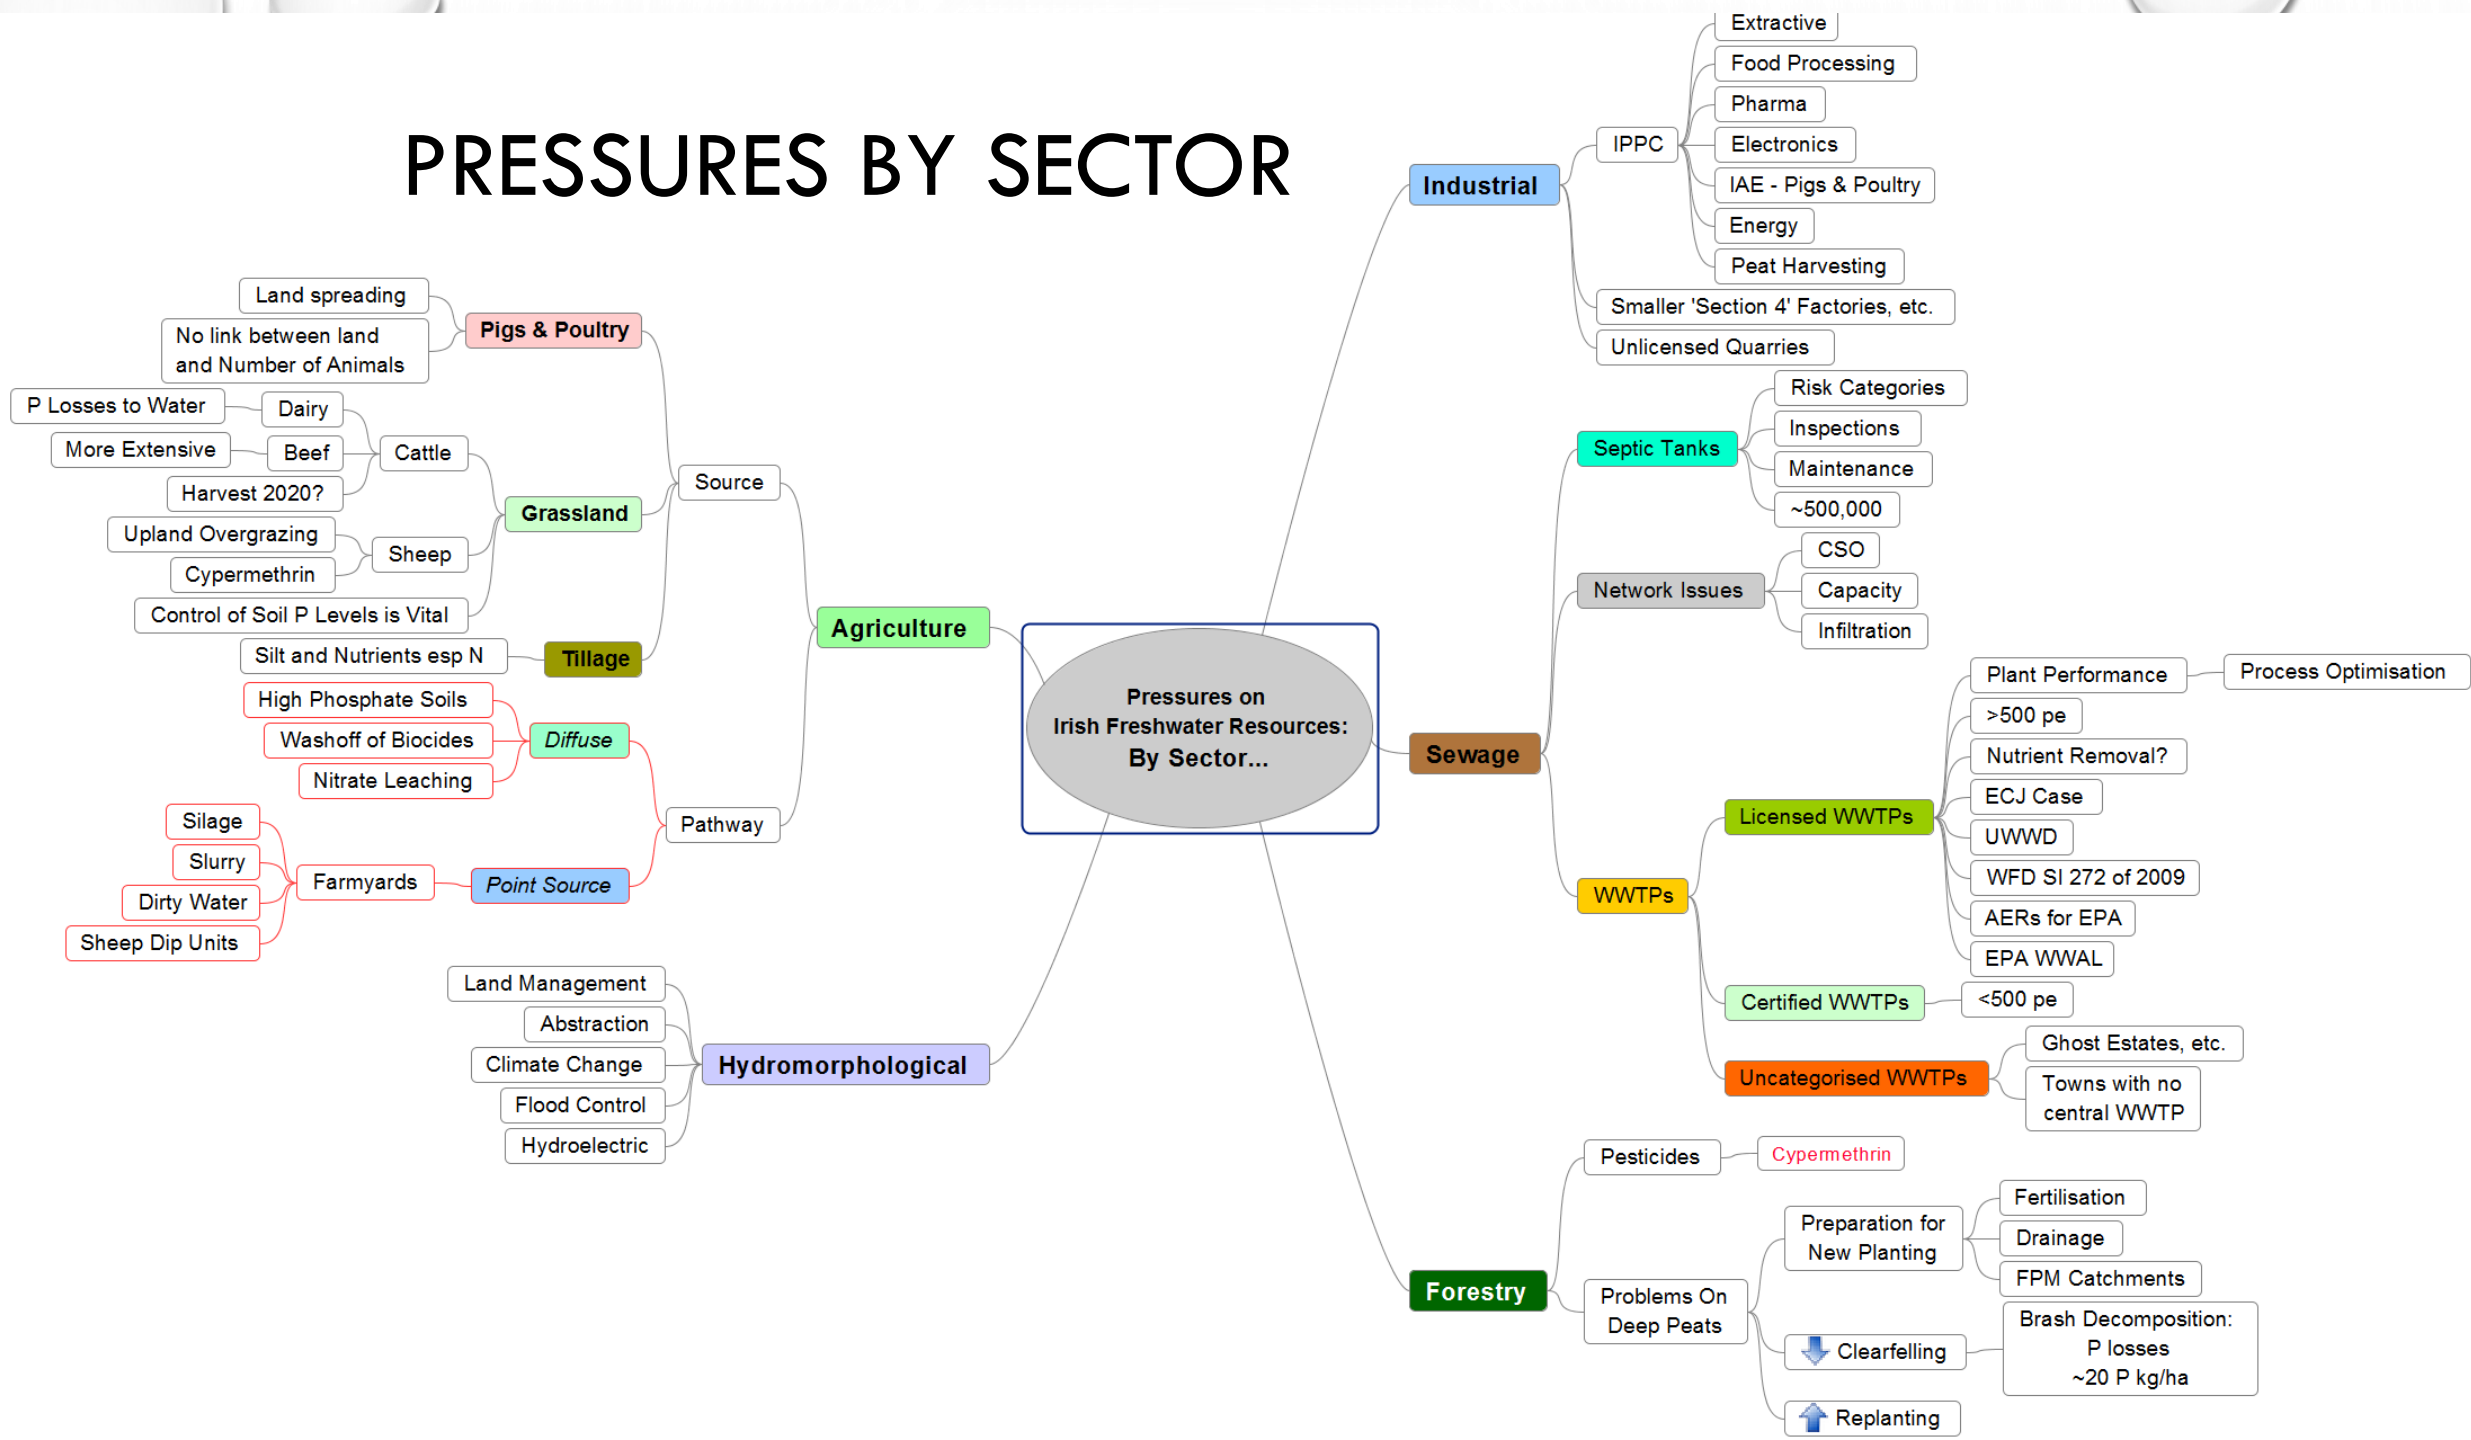 PRESSURES BY SECTOR
Pressures on
Irish Freshwater Resources:
By Sector...
Industrial
IPPC
Extractive
Food Processing
Pharma
Electronics
IAE - Pigs & Poultry
Energy
Peat Harvesting
Smaller 'Section 4' Factories, etc.
Unlicensed Quarries
Sewage
Septic Tanks
Risk Categories
Inspections
Maintenance
~500,000
Network Issues
CSO
Capacity
Infiltration
WWTPs
Licensed WWTPs
Plant Performance
Process Optimisation
>500 pe
Nutrient Removal?
ECJ Case
UWWD
WFD SI 272 of 2009
AERs for EPA
EPA WWAL
Certified WWTPs
<500 pe
Uncategorised WWTPs
Ghost Estates, etc.
Towns with no
central WWTP
Forestry
Pesticides
Cypermethrin
Problems On
Deep Peats
Preparation for
New Planting
Fertilisation
Drainage
FPM Catchments
Clearfelling
Brash Decomposition:
P losses
~20 P kg/ha
Replanting
Agriculture
Source
Pigs & Poultry
Land spreading
No link between land
and Number of Animals
Grassland
Cattle
Dairy
P Losses to Water
Beef
More Extensive
Harvest 2020?
Sheep
Upland Overgrazing
Cypermethrin
Control of Soil P Levels is Vital
Tillage
Silt and Nutrients esp N
Pathway
Diffuse
High Phosphate Soils
Washoff of Biocides
Nitrate Leaching
Point Source
Farmyards
Silage
Slurry
Dirty Water
Sheep Dip Units
Hydromorphological
Land Management
Abstraction
Climate Change
Flood Control
Hydroelectric